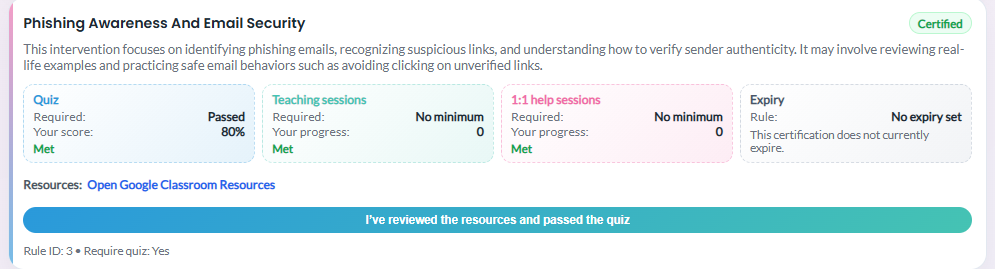 Phishing Awareness And Email Security
Certified
This intervention focuses on identifying phishing emails, recognizing suspicious links, and understanding how to verify sender authenticity. It may involve reviewing real-
life examples and practicing safe email behaviors such as avoiding clicking on unverified links.
Quiz
Required: Passed
Your score: 80%
Met
Teaching sessions
Required: No minimum
Your progress: 0
Met
1:1 help sessions
Required: No minimum
Your progress: 0
Met
Expiry
Rule: No expiry set
This certification does not currently
expire.
Resources: Open Google Classroom Resources
I've reviewed the resources and passed the quiz
Rule ID: 3 • Require quiz: Yes